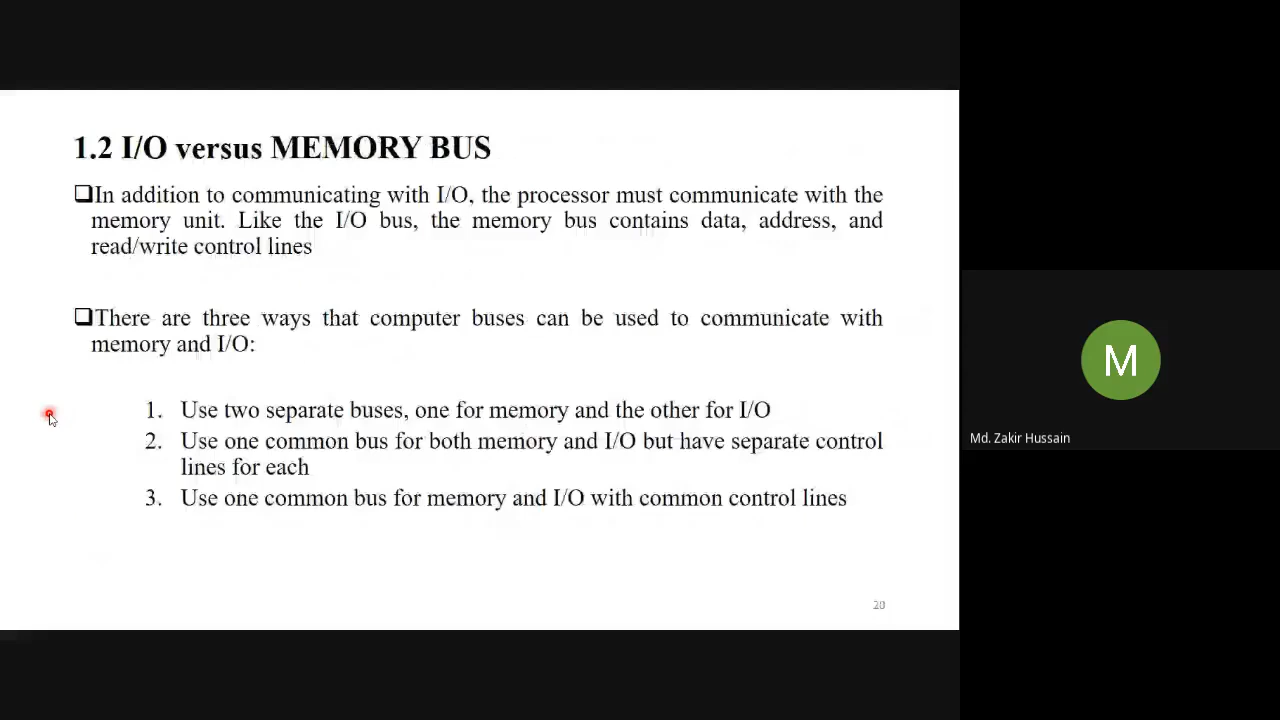 1.2 I/O versus MEMORY BUS
❑In addition to communicating with I/O, the processor must communicate with the
memory unit. Like the I/O bus, the memory bus contains data, address, and
read/write control lines
❑There are three ways that computer buses can be used to communicate with
memory and I/O:
1. Use two separate buses, one for memory and the other for I/O
2. Use one common bus for both memory and I/O but have separate control
lines for each
3. Use one common bus for memory and I/O with common control lines
20
M
Md. Zakir Hussain